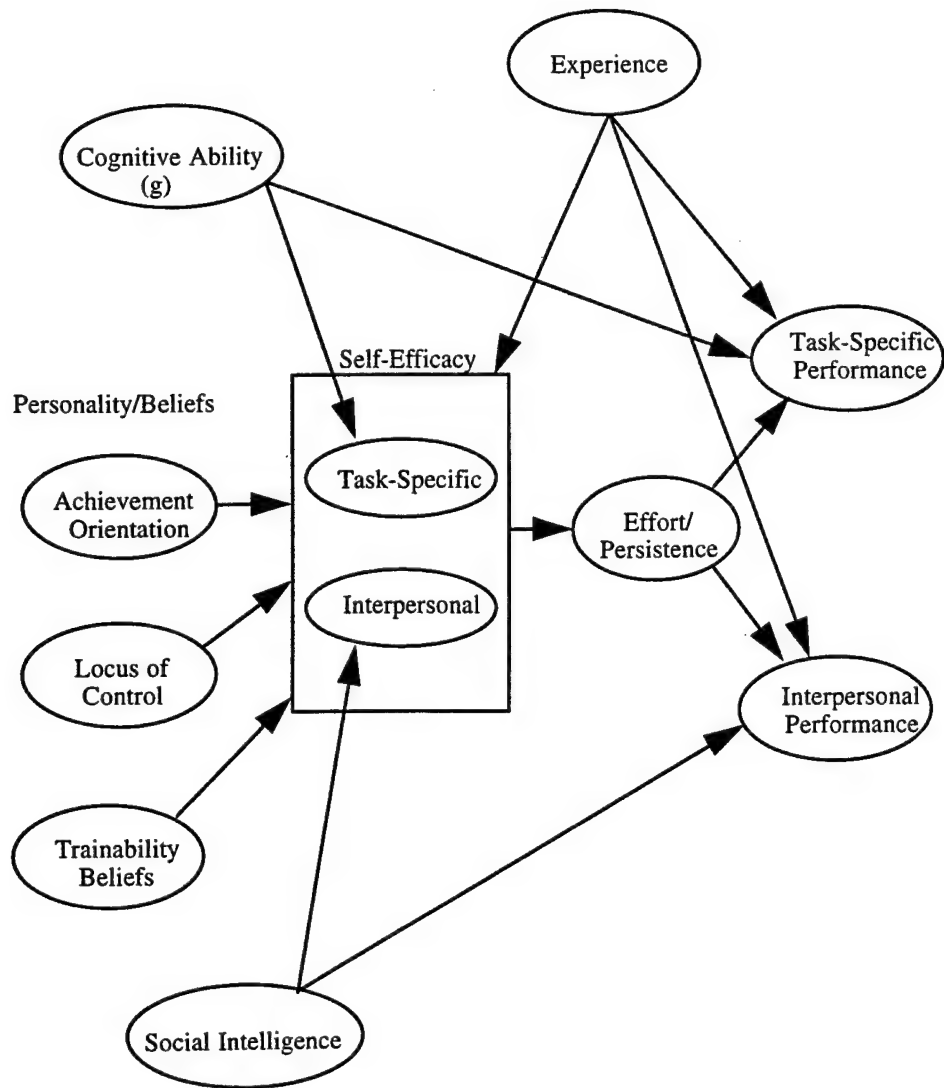 Experience
Cognitive Ability
(g)
Self-Efficacy
Task-Specific
Performance
Personality/Beliefs
Achievement
Orientation
Task-Specific
Effort/
Persistence
Interpersonal
Locus of
Control
Interpersonal
Performance
Trainability
Beliefs
Social Intelligence